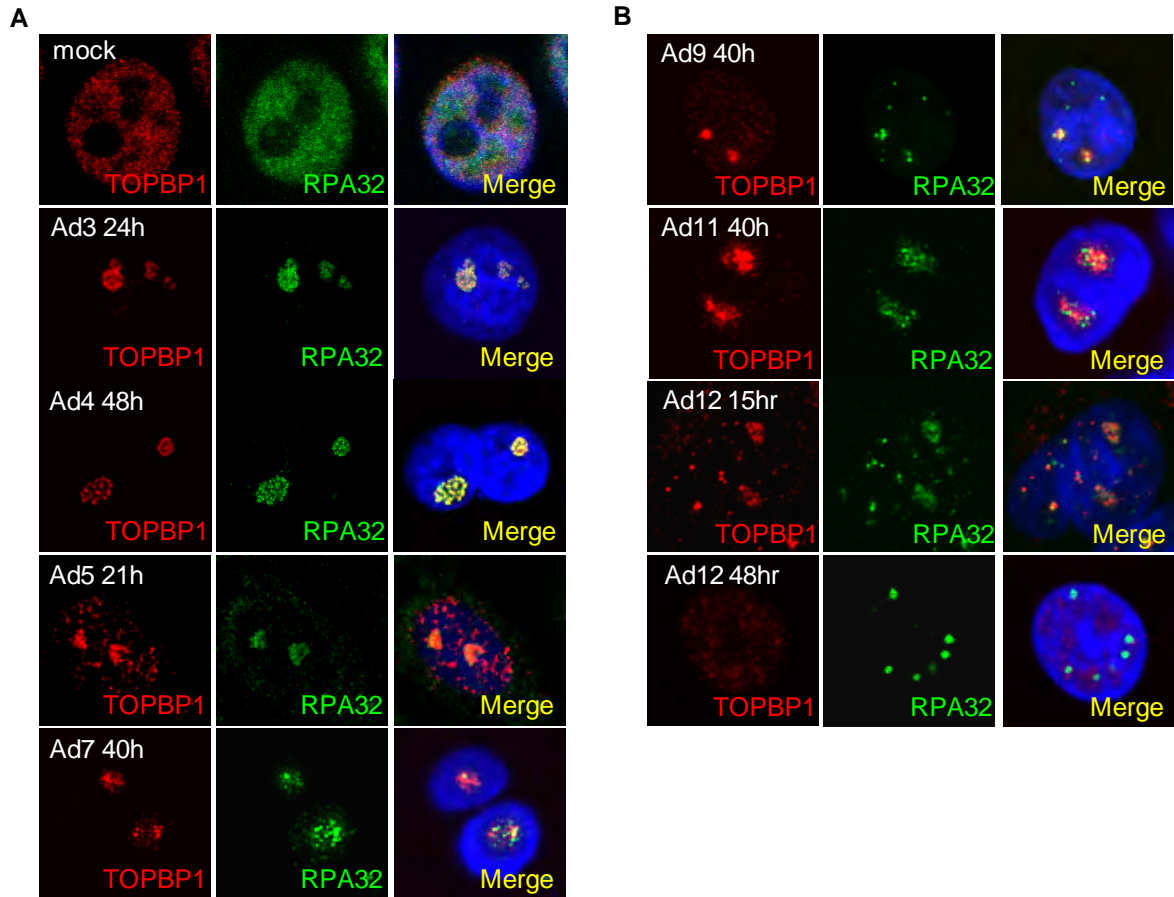 A
mock
TOPBP1 RPA32 Merge
Ad3 24h
TOPBP1 RPA32 Merge
Ad4 48h
TOPBP1 RPA32 Merge
Ad5 21h
TOPBP1 RPA32 Merge
Ad7 40h
TOPBP1 RPA32 Merge
B
Ad9 40h
TOPBP1 RPA32 Merge
Ad11 40h
TOPBP1 RPA32 Merge
Ad12 15hr
TOPBP1 RPA32 Merge
Ad12 48hr
TOPBP1 RPA32 Merge